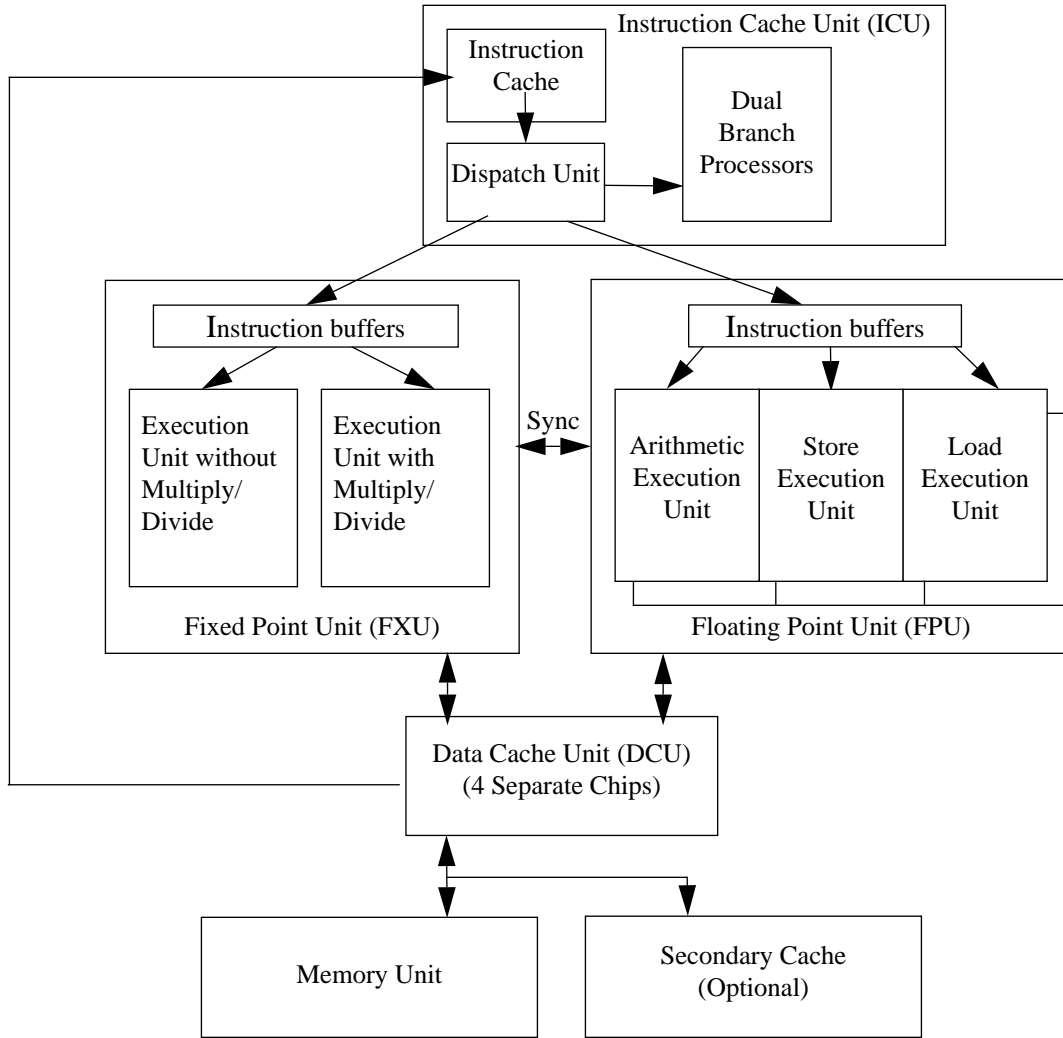 Instruction Cache Unit (ICU)
Instruction
Cache
Dual
Branch
Processors
Dispatch Unit
Instruction buffers
Instruction buffers
Execution
Unit without
Multiply/
Divide
Execution
Unit with
Multiply/
Divide
Sync
Arithmetic
Execution
Unit
Store
Execution
Unit
Load
Execution
Unit
Fixed Point Unit (FXU)
Floating Point Unit (FPU)
Data Cache Unit (DCU)
(4 Separate Chips)
Memory Unit
Secondary Cache
(Optional)